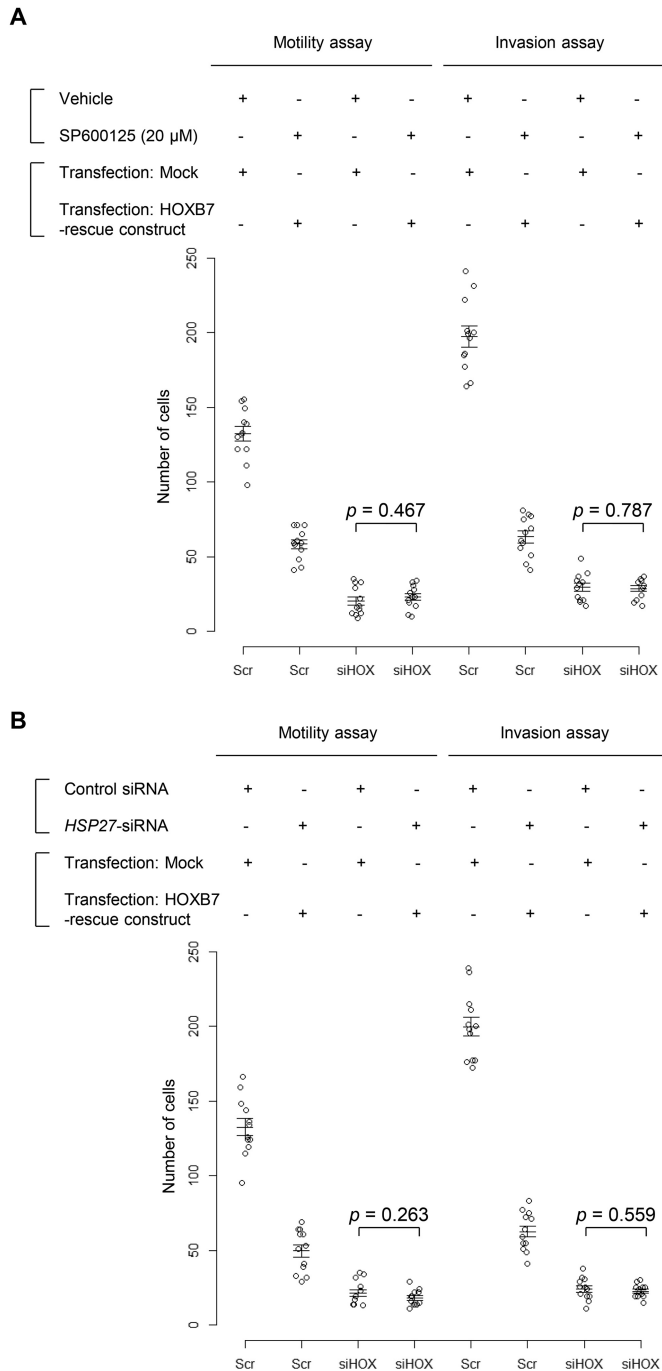 A
Motility assay Invasion assay
Vehicle + - + - + - + -
SP600125 (20 µM) - + - + - + - +
Transfection: Mock + - + - + - + -
Transfection: HOXB7
-rescue construct - + - + - + - +
250
200
150
100
50
0
Number of cells
p = 0.467 p = 0.787
Scr Scr siHOX siHOX Scr Scr siHOX siHOX
B
Motility assay Invasion assay
Control siRNA + - + - + - + -
HSP27-siRNA - + - + - + - +
Transfection: Mock + - + - + - + -
Transfection: HOXB7
-rescue construct - + - + - + - +
250
200
150
100
50
0
Number of cells
p = 0.263 p = 0.559
Scr Scr siHOX siHOX Scr Scr siHOX siHOX